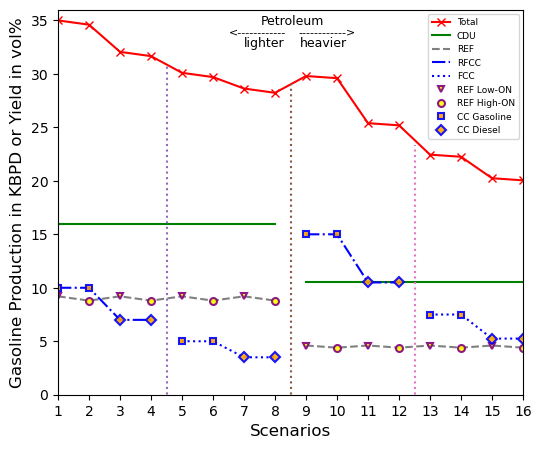 Petroleum
<------------ ------------>
lighter heavier
Total
CDU
REF
RFCC
FCC
REF Low-ON
REF High-ON
CC Gasoline
CC Diesel
Gasoline Production in KBPD or Yield in vol%
35
30
25
20
15
10
5
0
1 2 3 4 5 6 7 8 9 10 11 12 13 14 15 16
Scenarios